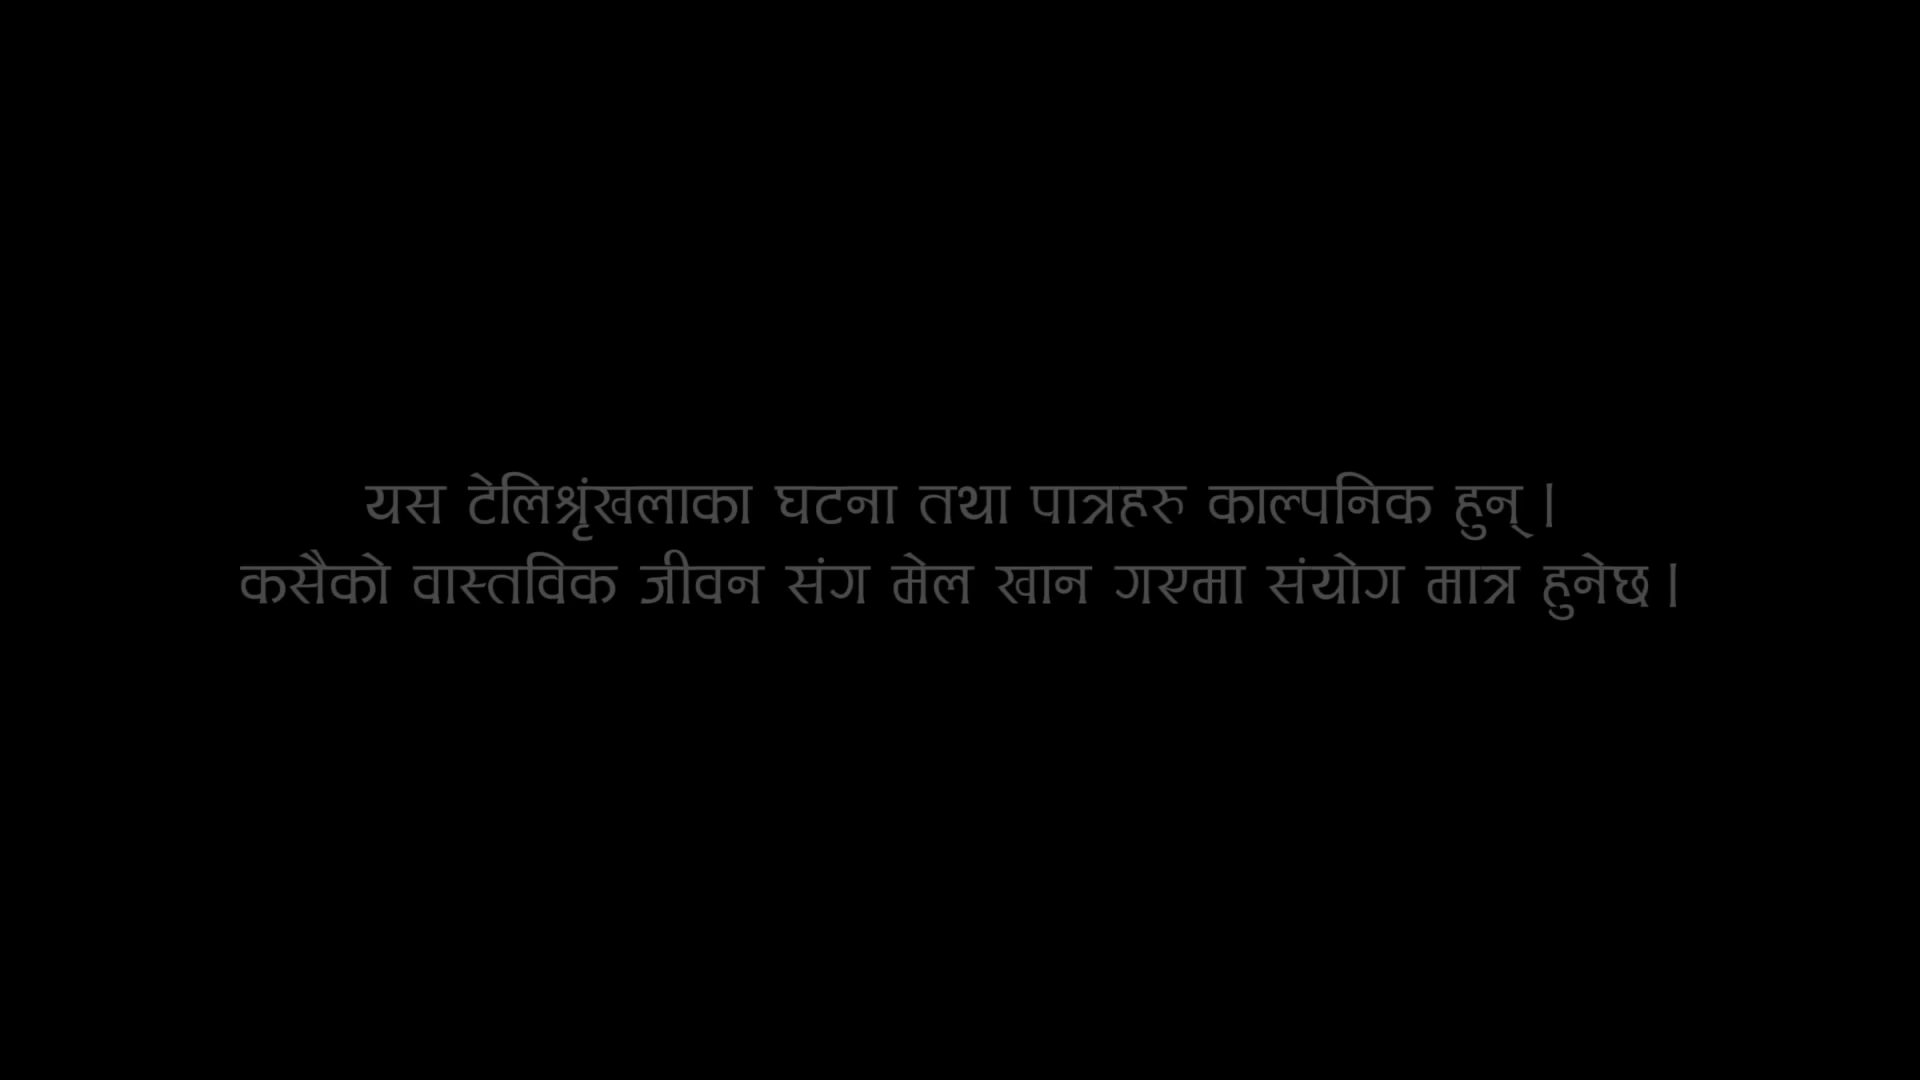 यस टेलिश्रृंखलाका घटना तथा पात्रहरु काल्पनिक हुन् ।
कसैको वास्तविक जीवन संग मेल खान गएमा संयोग मात्र हुनेछ ।